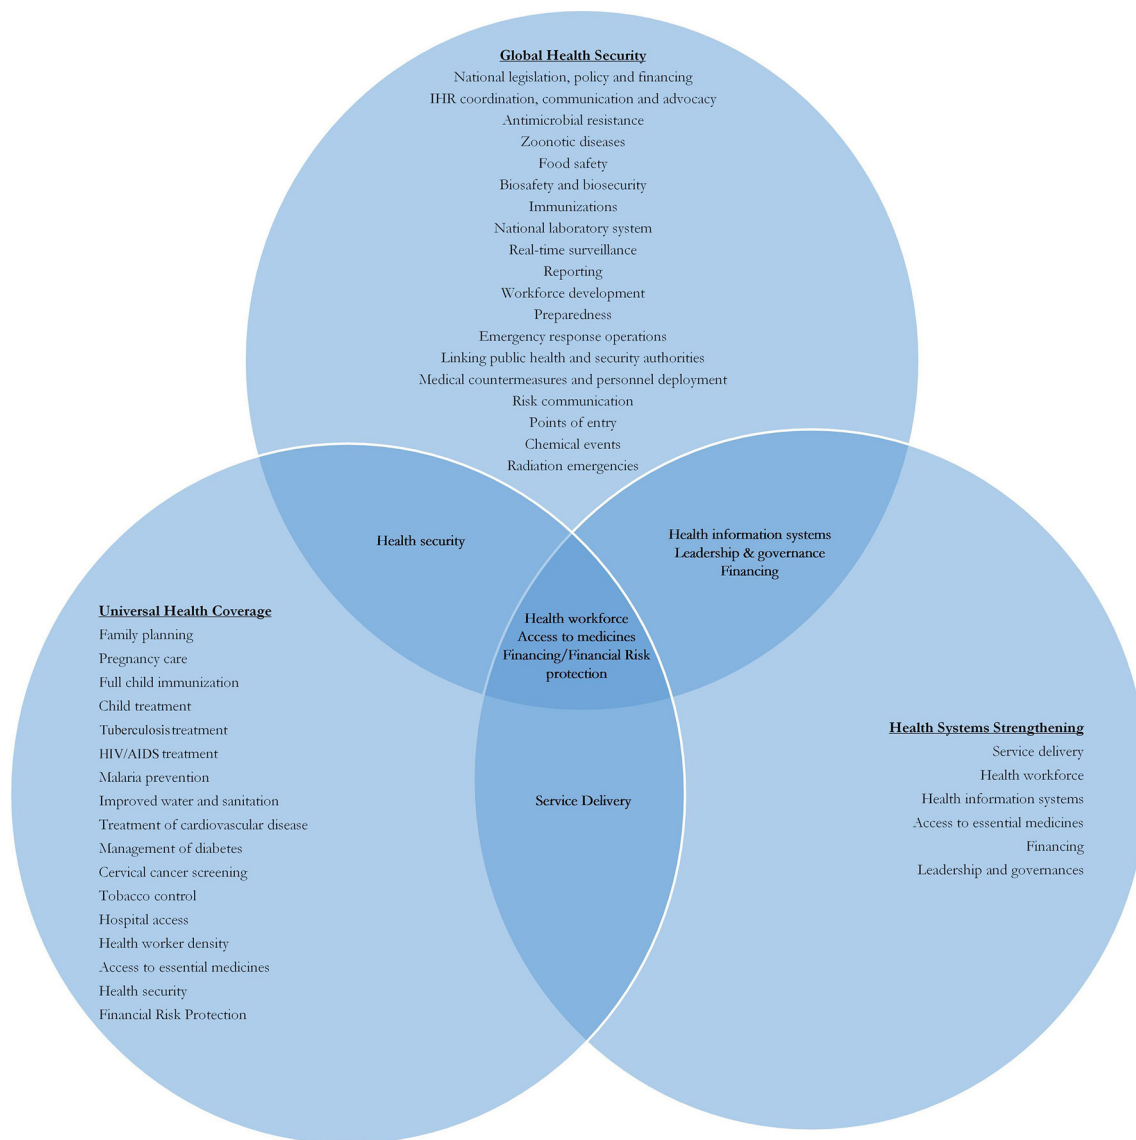 Global Health Security
National legislation, policy and financing
IHR coordination, communication and advocacy
Antimicrobial resistance
Zoonotic diseases
Food safety
Biosafety and biosecurity
Immunizations
National laboratory system
Real-time surveillance
Reporting
Workforce development
Preparedness
Emergency response operations
Linking public health and security authorities
Medical countermeasures and personnel deployment
Risk communication
Points of entry
Chemical events
Radiation emergencies
Health security
Health information systems
Leadership & governance
Financing
Health workforce
Access to medicines
Financing/Financial Risk
protection
Universal Health Coverage
Family planning
Pregnancy care
Full child immunization
Child treatment
Tuberculosis treatment
HIV/AIDS treatment
Malaria prevention
Improved water and sanitation
Treatment of cardiovascular disease
Management of diabetes
Cervical cancer screening
Tobacco control
Hospital access
Health worker density
Access to essential medicines
Health security
Financial Risk Protection
Service Delivery
Health Systems Strengthening
Service delivery
Health workforce
Health information systems
Access to essential medicines
Financing
Leadership and governances